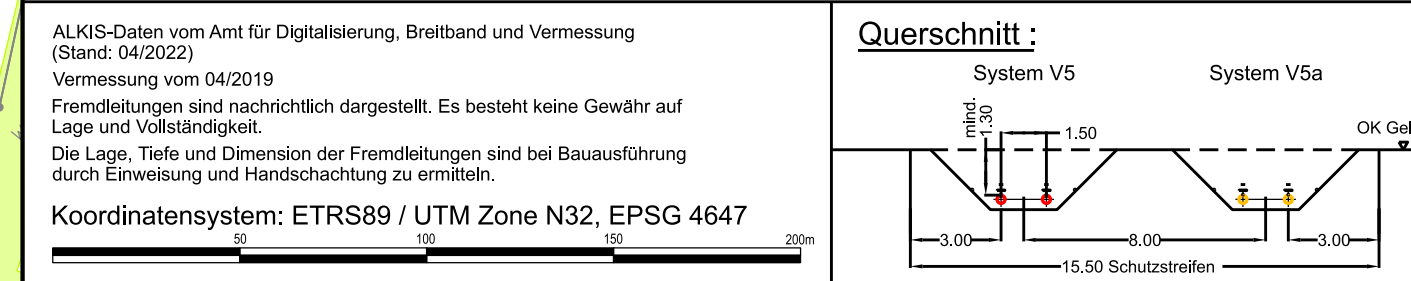 ALKIS-Daten vom Amt für Digitalisierung, Breitband und Vermessung
(Stand: 04/2022)
Vermessung vom 04/2019
Fremdleitungen sind nachrichtlich dargestellt. Es besteht keine Gewähr auf
Lage und Vollständigkeit.
Die Lage, Tiefe und Dimension der Fremdleitungen sind bei Bauausführung
durch Einweisung und Handschachtung zu ermitteln.
Koordinatensystem: ETRS89 / UTM Zone N32, EPSG 4647
50 100 150 200m
Querschnitt :
System V5 System V5a
mind.
1.30
1.50
OK Gel
3.00 8.00 3.00
15.50 Schutzstreifen